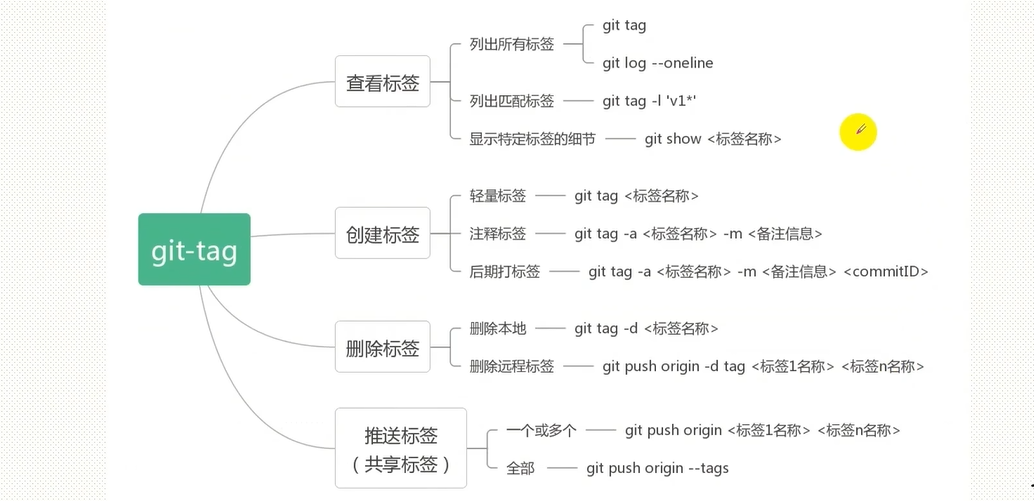 git-tag
查看标签
列出所有标签
git tag
git log --oneline
列出匹配标签
git tag -l 'v1*'
显示特定标签的细节
git show <标签名称>
创建标签
轻量标签
git tag <标签名称>
注释标签
git tag -a <标签名称> -m <备注信息>
后期打标签
git tag -a <标签名称> -m <备注信息> <commitID>
删除标签
删除本地
git tag -d <标签名称>
删除远程标签
git push origin -d tag <标签1名称> <标签n名称>
推送标签
（共享标签）
一个或多个
git push origin <标签1名称> <标签n名称>
全部
git push origin --tags